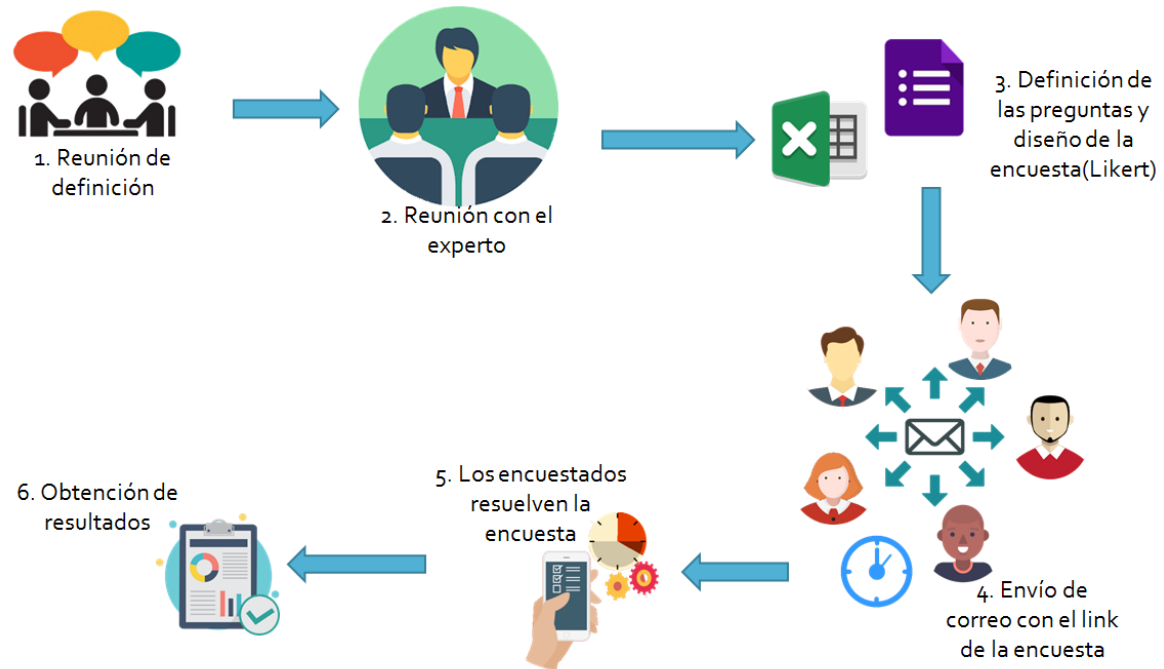 1. Reunión de
definición
2. Reunión con el
experto
3. Definición de
las preguntas y
diseño de la
encuesta(Likert)
4. Envío de
correo con el link
de la encuesta
5. Los encuestados
resuelven la
encuesta
6. Obtención de
resultados